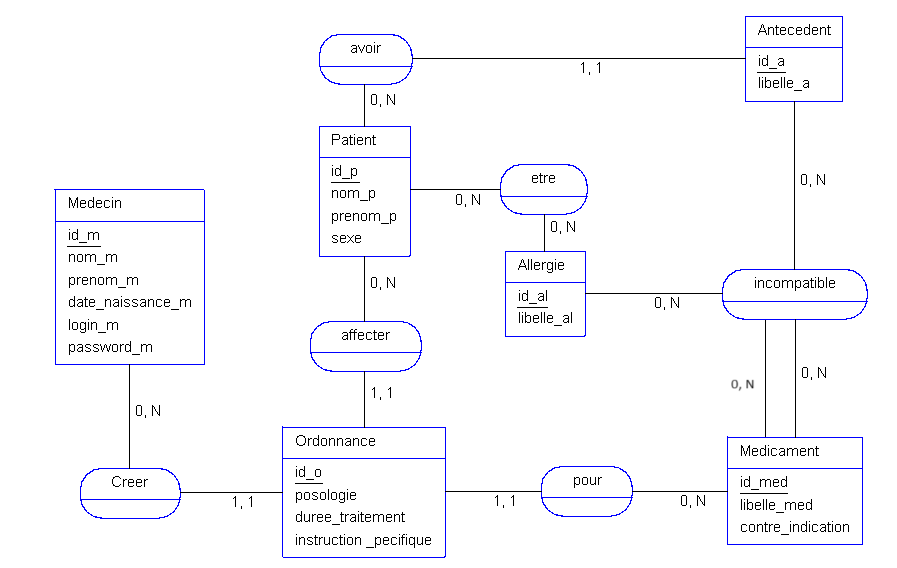 Antecedent
id_a
libelle_a
avoir
1, 1
0, N
Patient
id_p
nom_p
prenom_p
sexe
etre
0, N
0, N
0, N
Medecin
id_m
nom_m
prenom_m
date_naissance_m
login_m
password_m
Allergie
id_al
libelle_al
0, N
incompatible
0, N
affecter
1, 1
0, N
0, N
0, N
Ordonnance
id_o
posologie
duree_traitement
instruction _pecifique
Creer
1, 1
pour
1, 1
0, N
Medicament
id_med
libelle_med
contre_indication